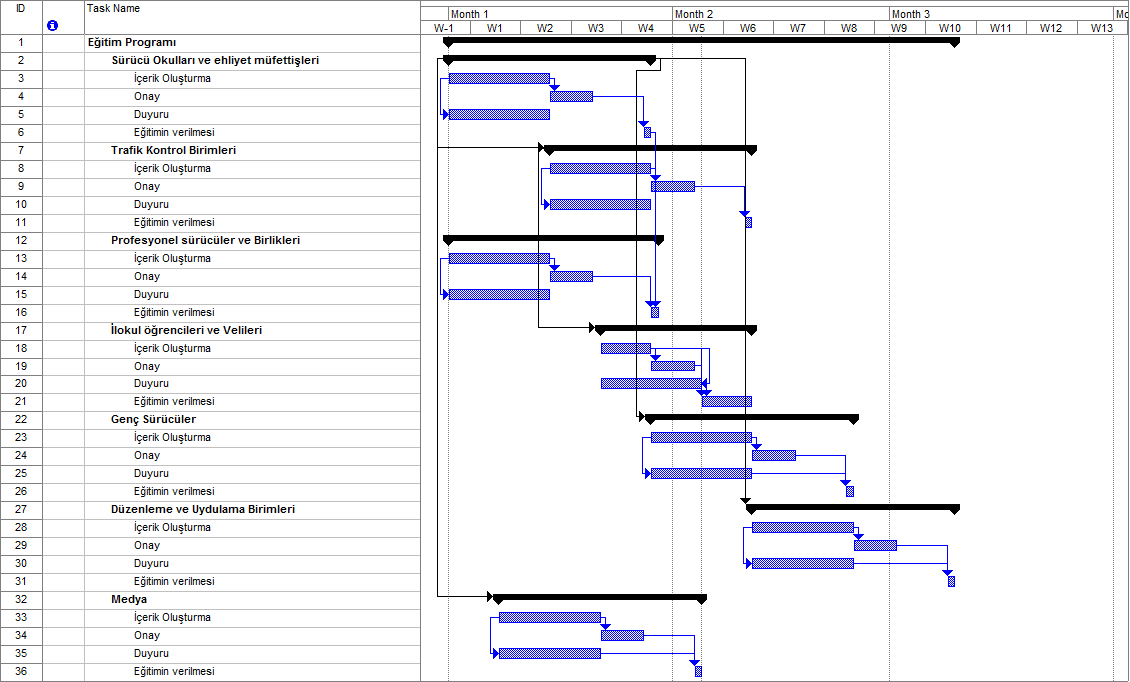 ID Task Name Month 1 Month 2 Month 3 Mo
W-1 W1 W2 W3 W4 W5 W6 W7 W8 W9 W10 W11 W12 W13
1 Eğitim Programı
2 Sürücü Okulları ve ehliyet müfettişleri
3 İçerik Oluşturma
4 Onay
5 Duyuru
6 Eğitimin verilmesi
7 Trafik Kontrol Birimleri
8 İçerik Oluşturma
9 Onay
10 Duyuru
11 Eğitimin verilmesi
12 Profesyonel sürücüler ve Birlikleri
13 İçerik Oluşturma
14 Onay
15 Duyuru
16 Eğitimin verilmesi
17 İlokul öğrencileri ve Velileri
18 İçerik Oluşturma
19 Onay
20 Duyuru
21 Eğitimin verilmesi
22 Genç Sürücüler
23 İçerik Oluşturma
24 Onay
25 Duyuru
26 Eğitimin verilmesi
27 Düzenleme ve Uydulama Birimleri
28 İçerik Oluşturma
29 Onay
30 Duyuru
31 Eğitimin verilmesi
32 Medya
33 İçerik Oluşturma
34 Onay
35 Duyuru
36 Eğitimin verilmesi